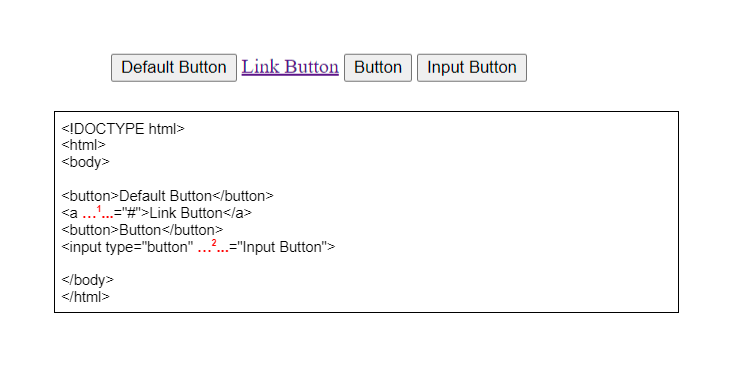 Default Button Link Button Button Input Button
<!DOCTYPE html>
<html>
<body>
<button>Default Button</button>
<a ...1...="#">Link Button</a>
<button>Button</button>
<input type="button" ...2...="Input Button">
</body>
</html>